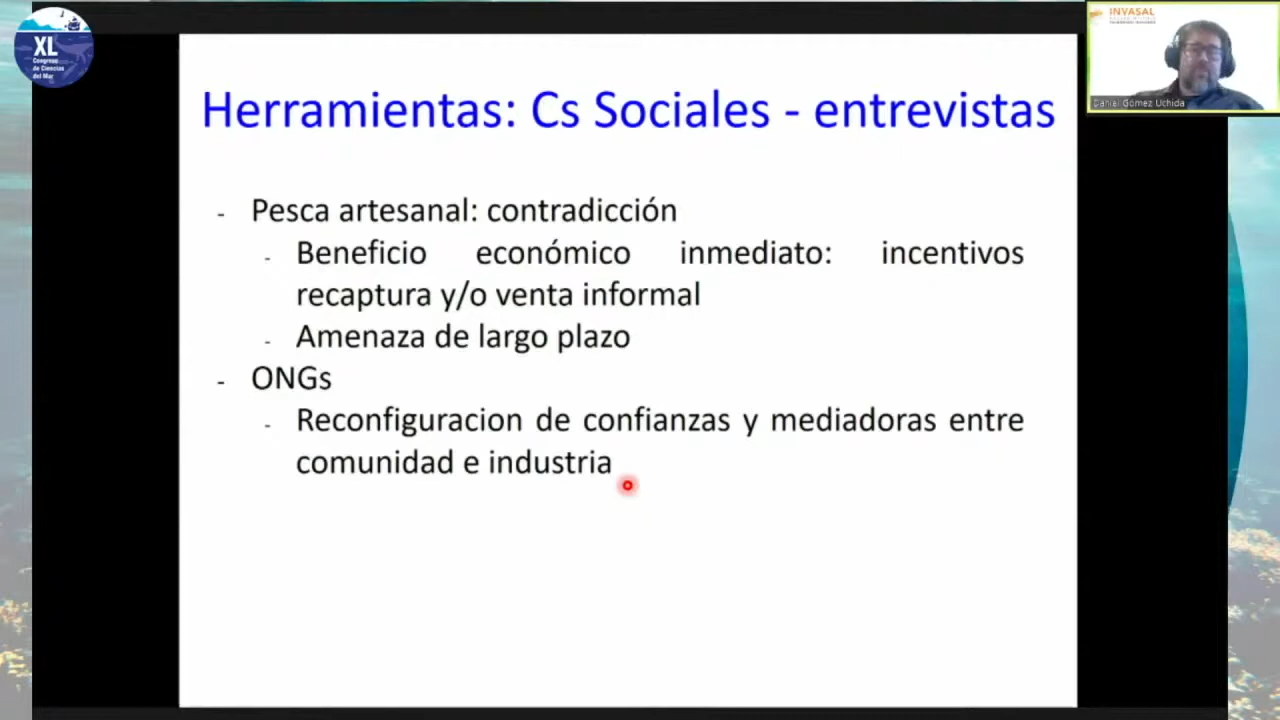 XL
Congreso
de Ciencias
del Mar
INVASAL
Daniel Gómez Uchida
Herramientas: Cs Sociales - entrevistas
- Pesca artesanal: contradicción
- Beneficio económico inmediato: incentivos
recaptura y/o venta informal
- Amenaza de largo plazo
- ONGs
- Reconfiguracion de confianzas y mediadoras entre
comunidad e industria